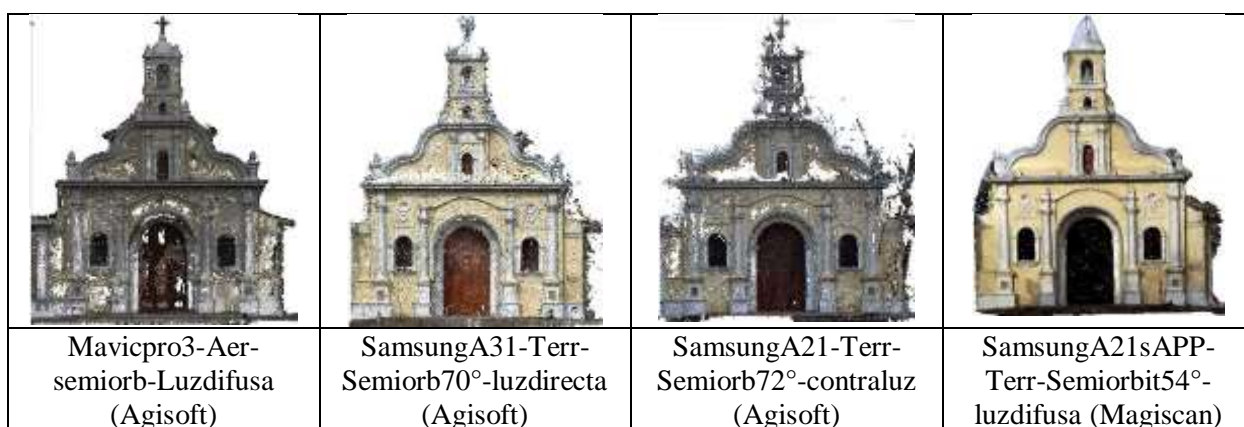 Mavicpro3-Aer-
semiorb-Luzdifusa
(Agisoft)
SamsungA31-Terr-
Semiorb70°-luzdirecta
(Agisoft)
SamsungA21-Terr-
Semiorb72°-contraluz
(Agisoft)
SamsungA21sAPP-
Terr-Semiorbit54°-
luzdifusa (Magiscan)